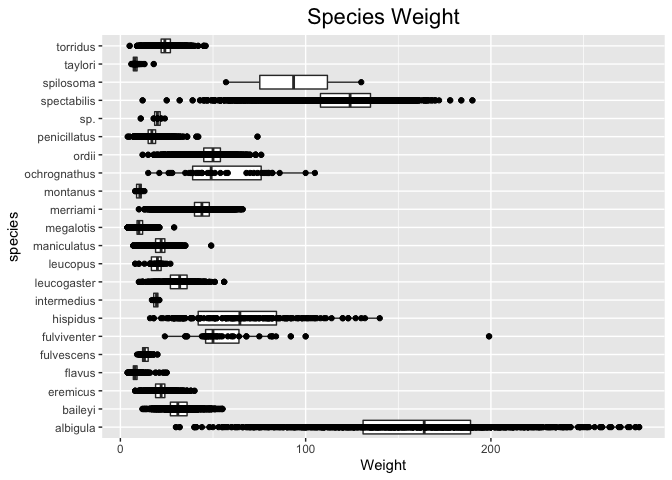 Species Weight
species
torridus
taylori
spilosoma
spectabilis
sp.
penicillatus
ordii
ochrognathus
montanus
merriami
megalotis
maniculatus
leucopus
leucogaster
intermedius
hispidus
fulviventer
fulvescens
flavus
eremicus
baileyi
albigula
0 100 200
Weight